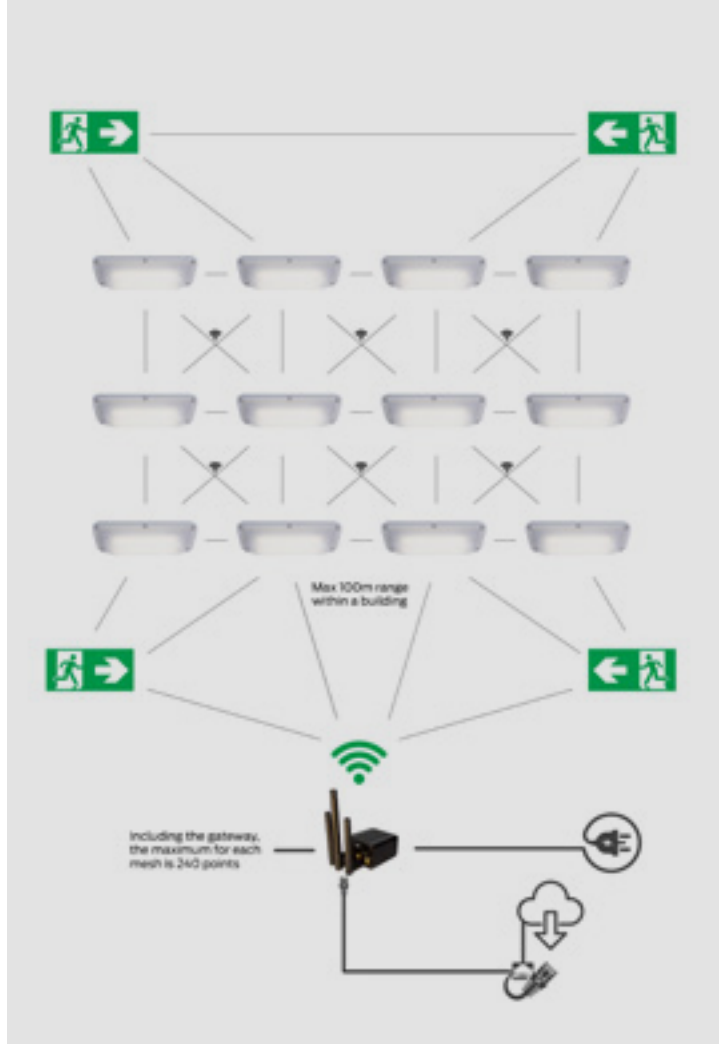 Max 100m range
within a building
Including the gateway,
the maximum for each
mesh is 240 points